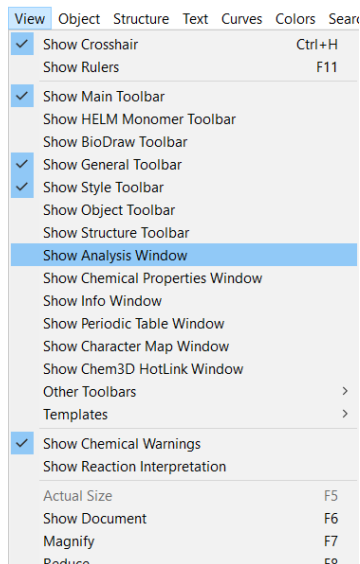 View Object Structure Text Curves Colors Sear
Show Crosshair Ctrl+H
Show Rulers F11
Show Main Toolbar
Show HELM Monomer Toolbar
Show BioDraw Toolbar
Show General Toolbar
Show Style Toolbar
Show Object Toolbar
Show Structure Toolbar
Show Analysis Window
Show Chemical Properties Window
Show Info Window
Show Periodic Table Window
Show Character Map Window
Show Chem3D HotLink Window
Other Toolbars
Templates
Show Chemical Warnings
Show Reaction Interpretation
Actual Size F5
Show Document F6
Magnify F7
Reduce F8